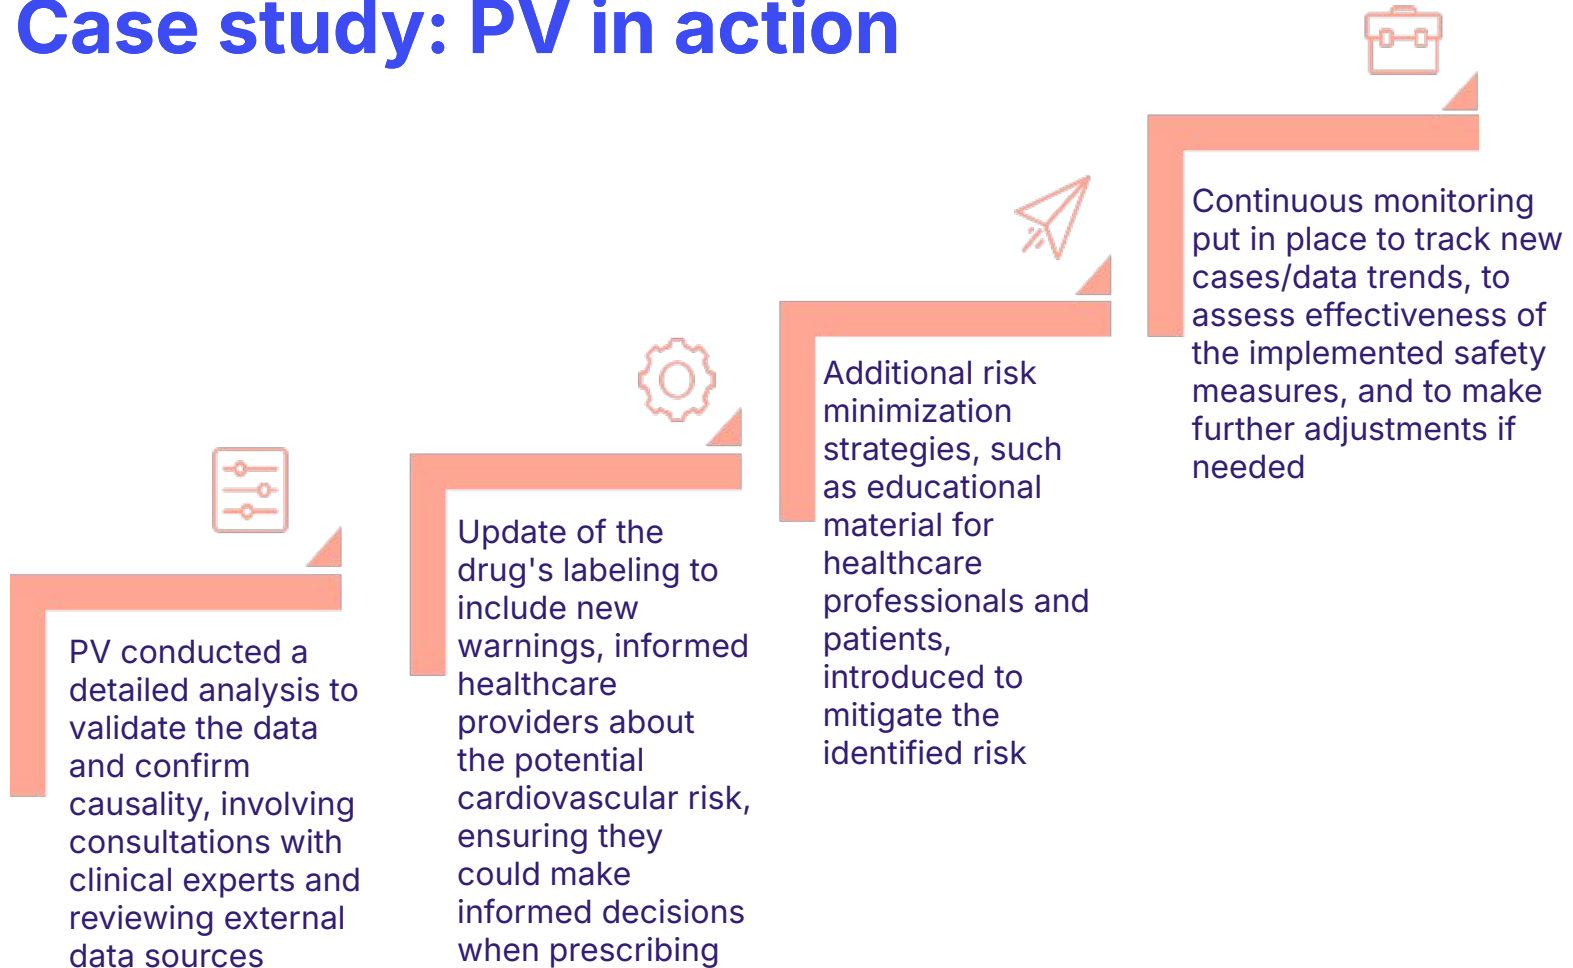 Case study: PV in action
PV conducted a
detailed analysis to
validate the data
and confirm
causality, involving
consultations with
clinical experts and
reviewing external
data sources
Update of the
drug's labeling to
include new
warnings, informed
healthcare
providers about
the potential
cardiovascular risk,
ensuring they
could make
informed decisions
when prescribing
Additional risk
minimization
strategies, such
as educational
material for
healthcare
professionals and
patients,
introduced to
mitigate the
identified risk
Continuous monitoring
put in place to track new
cases/data trends, to
assess effectiveness of
the implemented safety
measures, and to make
further adjustments if
needed